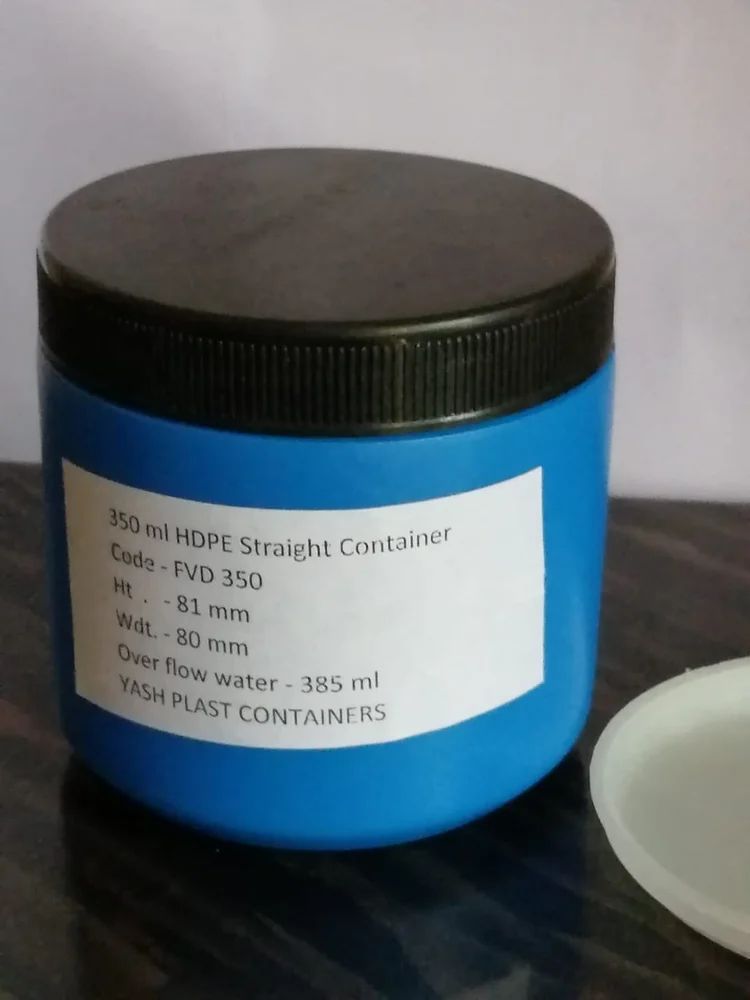 350 ml HDPE Straight Container
Code - FVD 350
Ht . - 81 mm
Wdt. - 80 mm
Over flow water - 385 ml
YASH PLAST CONTAINERS